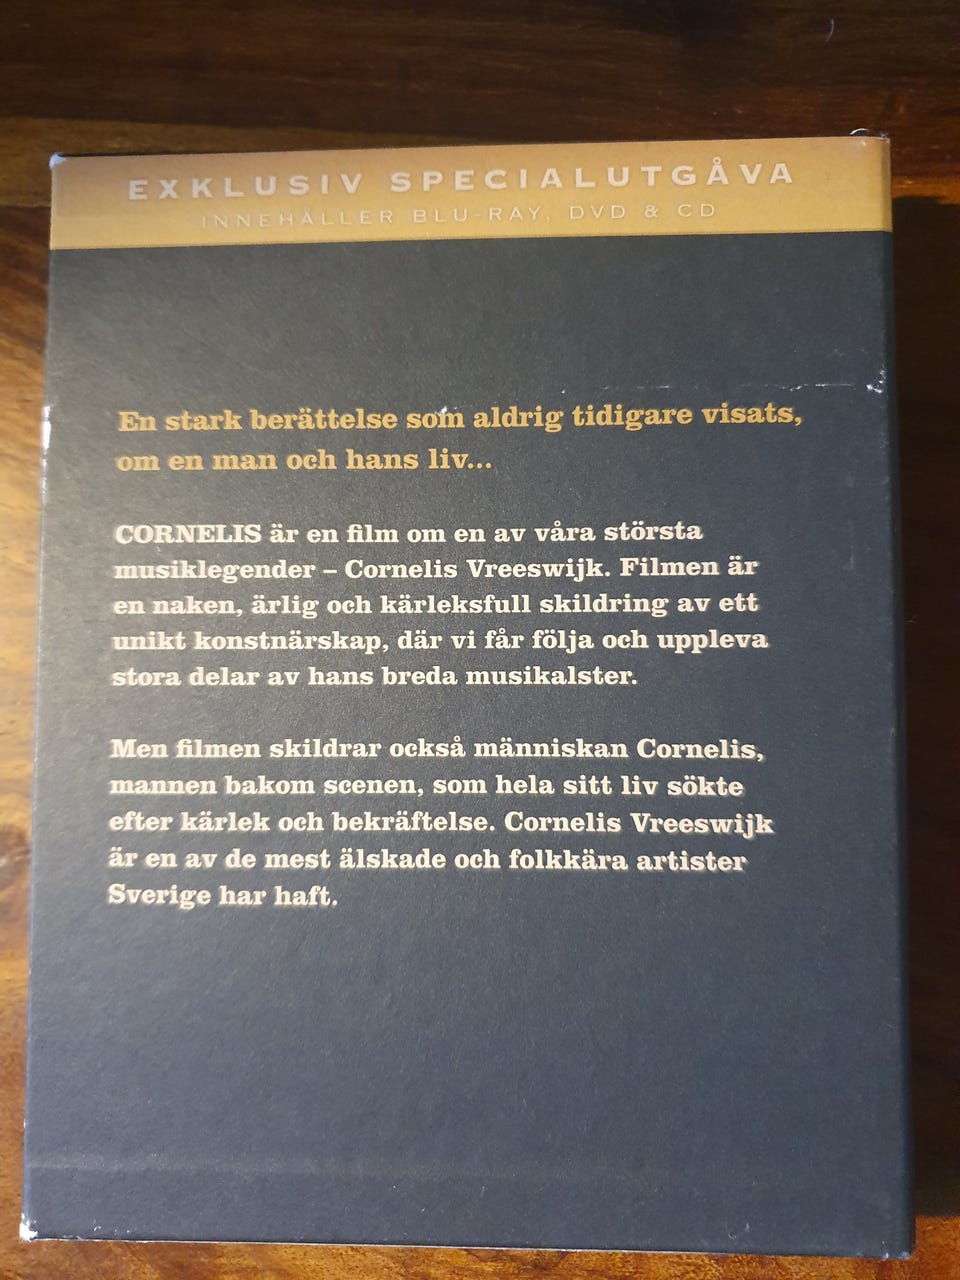 EXKLUSIV SPECIALUTGÅVA
INNEHÅLLER BLU-RAY, DVD & CD
En stark berättelse som aldrig tidigare visats,
om en man och hans liv...
CORNELIS är en film om en av våra största
musiklegender – Cornelis Vreeswijk. Filmen är
en naken, ärlig och kärleksfull skildring av ett
unikt konstnärskap, där vi får följa och uppleva
stora delar av hans breda musikalster.
Men filmen skildrar också människan Cornelis,
mannen bakom scenen, som hela sitt liv sökte
efter kärlek och bekräftelse. Cornelis Vreeswijk
är en av de mest älskade och folkkära artister
Sverige har haft.